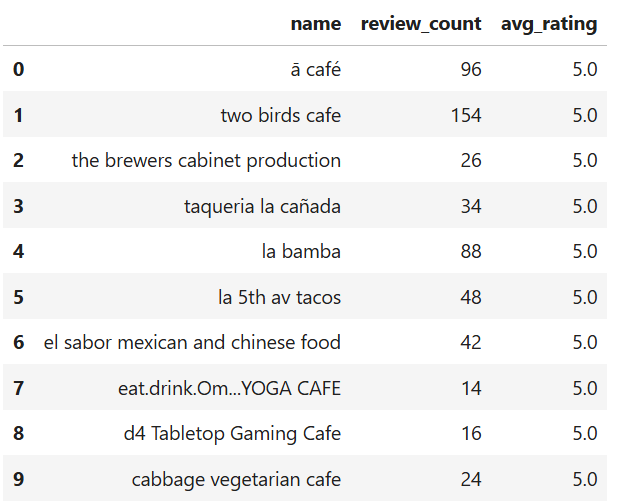 name review_count avg_rating
0 ā café 96 5.0
1 two birds cafe 154 5.0
2 the brewers cabinet production 26 5.0
3 taqueria la cañada 34 5.0
4 la bamba 88 5.0
5 la 5th av tacos 48 5.0
6 el sabor mexican and chinese food 42 5.0
7 eat.drink.Om...YOGA CAFE 14 5.0
8 d4 Tabletop Gaming Cafe 16 5.0
9 cabbage vegetarian cafe 24 5.0